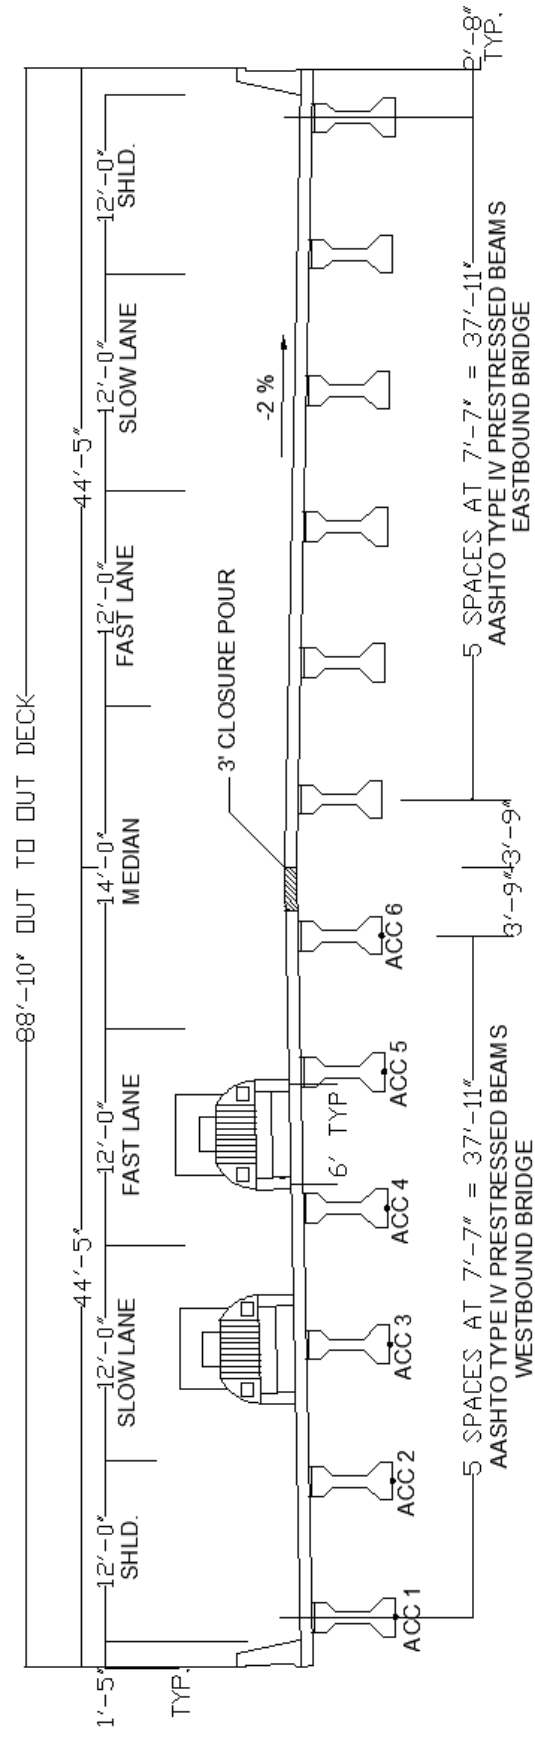 88'-10" OUT TO OUT DECK
44'-5"
44'-5"
1'-5"
TYP.
12'-0"
SHLD.
12'-0"
SLOW LANE
12'-0"
FAST LANE
14'-0"
MEDIAN
12'-0"
FAST LANE
12'-0"
SLOW LANE
12'-0"
SHLD.
3' CLOSURE POUR
-2 %
6' TYP
ACC 1
ACC 2
ACC 3
ACC 4
ACC 5
ACC 6
5 SPACES AT 7'-7" = 37'-11"
AASHTO TYPE IV PRESTRESSED BEAMS
WESTBOUND BRIDGE
3'-9"
3'-9"
5 SPACES AT 7'-7" = 37'-11"
AASHTO TYPE IV PRESTRESSED BEAMS
EASTBOUND BRIDGE
2'-8"
TYP.